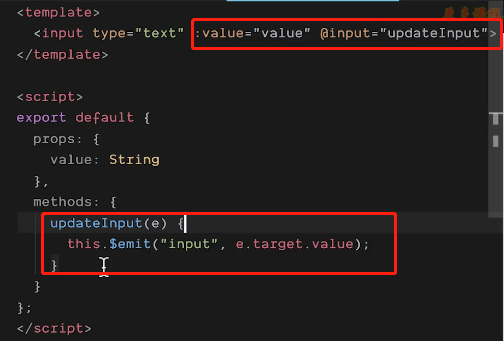 <template>
<input type="text" :value="value" @input="updateInput">
</template>
<script>
export default {
props: {
value: String
},
methods: {
updateInput(e) {
this.$emit("input", e.target.value);
}
}
};
</script>